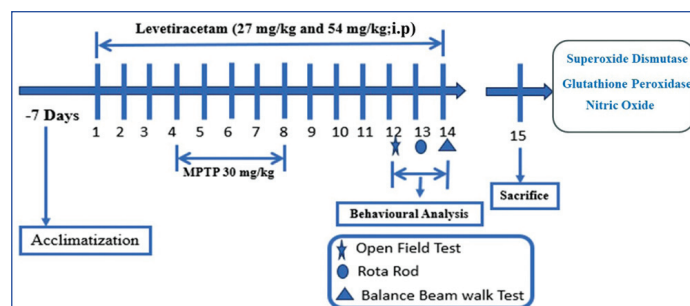 Levetiracetam (27 mg/kg and 54 mg/kg;i.p)
Superoxide Dismutase
Glutathione Peroxidase
Nitric Oxide
-7 Days
1 2 3 4 5 6 7 8 9 10 11 12 13 14 15
MPTP 30 mg/kg
Sacrifice
Behavioural Analysis
Acclimatization
Open Field Test
Rota Rod
Balance Beam walk Test